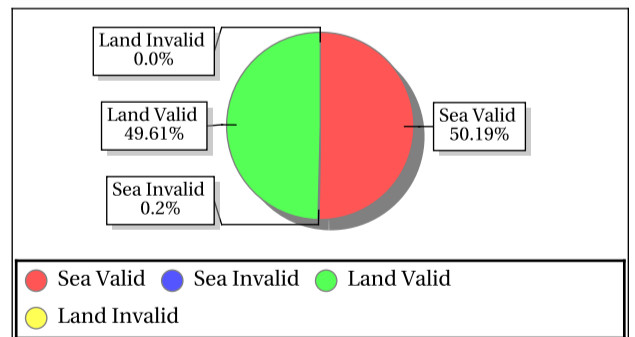 Land Invalid
0.0%
Land Valid
49.61%
Sea Valid
50.19%
Sea Invalid
0.2%
Sea Valid
Sea Invalid
Land Valid
Land Invalid